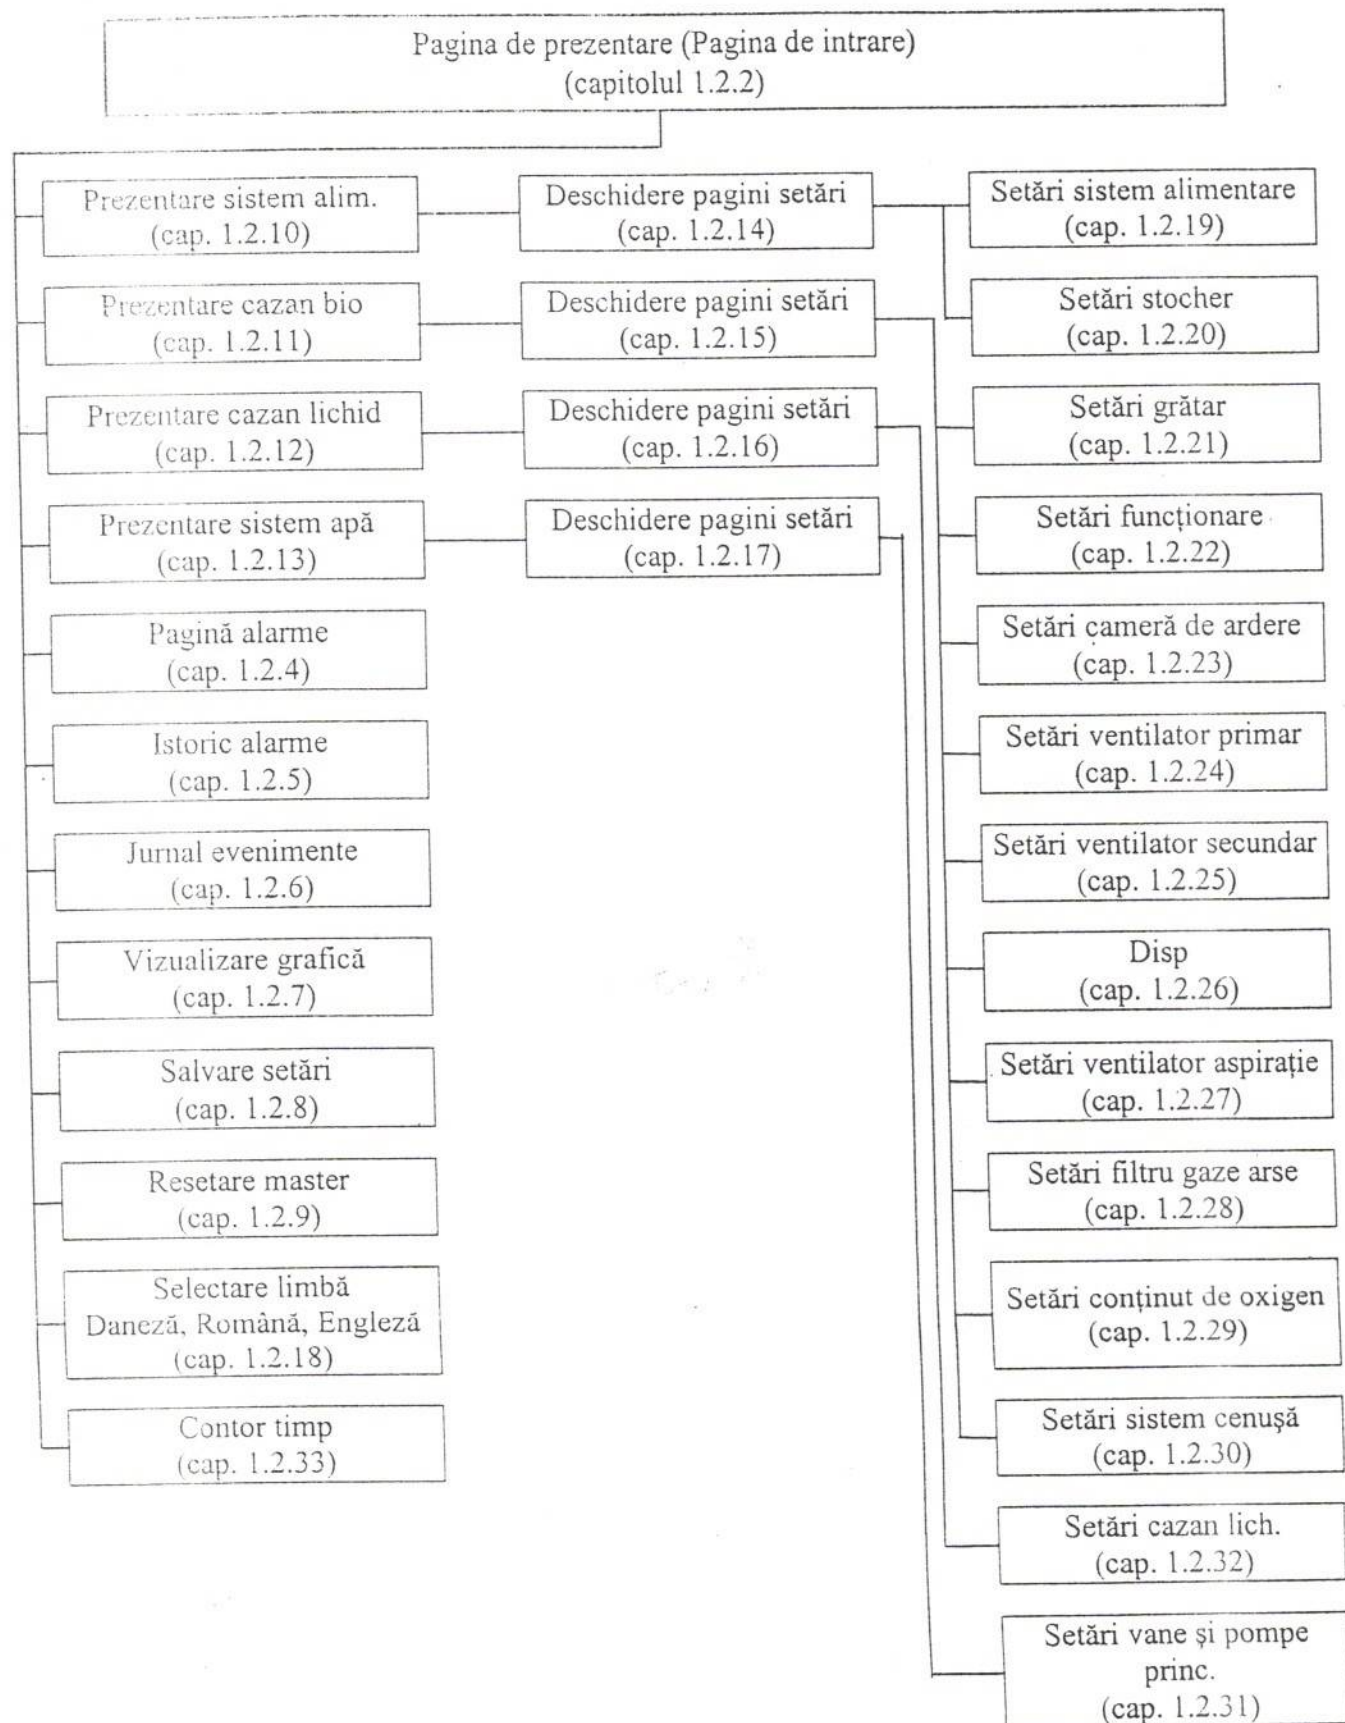 Pagina de prezentare (Pagina de intrare)
(capitolul 1.2.2)
Prezentare sistem alim.
(cap. 1.2.10)
Deschidere pagini setări
(cap. 1.2.14)
Setări sistem alimentare
(cap. 1.2.19)
Setări stocher
(cap. 1.2.20)
Prezentare cazan bio
(cap. 1.2.11)
Deschidere pagini setări
(cap. 1.2.15)
Setări grătar
(cap. 1.2.21)
Setări funcționare
(cap. 1.2.22)
Setări cameră de ardere
(cap. 1.2.23)
Setări ventilator primar
(cap. 1.2.24)
Setări ventilator secundar
(cap. 1.2.25)
Disp
(cap. 1.2.26)
Setări ventilator aspirație
(cap. 1.2.27)
Setări filtru gaze arse
(cap. 1.2.28)
Setări conținut de oxigen
(cap. 1.2.29)
Setări sistem cenușă
(cap. 1.2.30)
Prezentare cazan lichid
(cap. 1.2.12)
Deschidere pagini setări
(cap. 1.2.16)
Setări cazan lich.
(cap. 1.2.32)
Prezentare sistem apă
(cap. 1.2.13)
Deschidere pagini setări
(cap. 1.2.17)
Setări vane și pompe
princ.
(cap. 1.2.31)
Pagină alarme
(cap. 1.2.4)
Istoric alarme
(cap. 1.2.5)
Jurnal evenimente
(cap. 1.2.6)
Vizualizare grafică
(cap. 1.2.7)
Salvare setări
(cap. 1.2.8)
Resetare master
(cap. 1.2.9)
Selectare limbă
Daneză, Română, Engleză
(cap. 1.2.18)
Contor timp
(cap. 1.2.33)